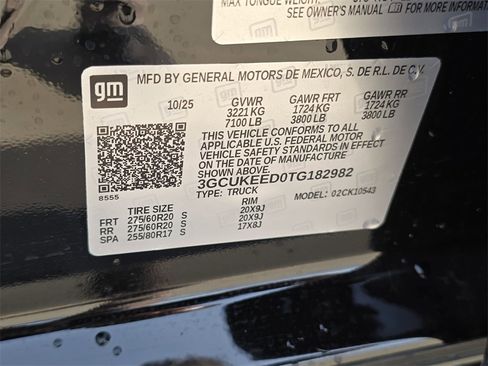 MAX TONGUE WEIGHT:
SEE OWNER'S MANUAL gm FOR
gm
MFD BY GENERAL MOTORS DE MEXICO, S. DE R.L. DE C.V.
10/25 GVWR GAWR FRT GAWR RR
3221 KG 1724 KG 1724 KG
7100 LB 3800 LB 3800 LB
THIS VEHICLE CONFORMS TO ALL
APPLICABLE U.S. FEDERAL MOTOR
VEHICLE SAFETY STANDARDS IN EFFECT
ON THE DATE OF MANUFACTURE SHOWN ABOVE.
3GCUKEED0TG182982
8555 TYPE: TRUCK MODEL: 02CK10543
TIRE SIZE RIM
FRT 275/60R20 S 20X9J
RR 275/60R20 S 20X9J
SPA 255/80R17 S 17X8J